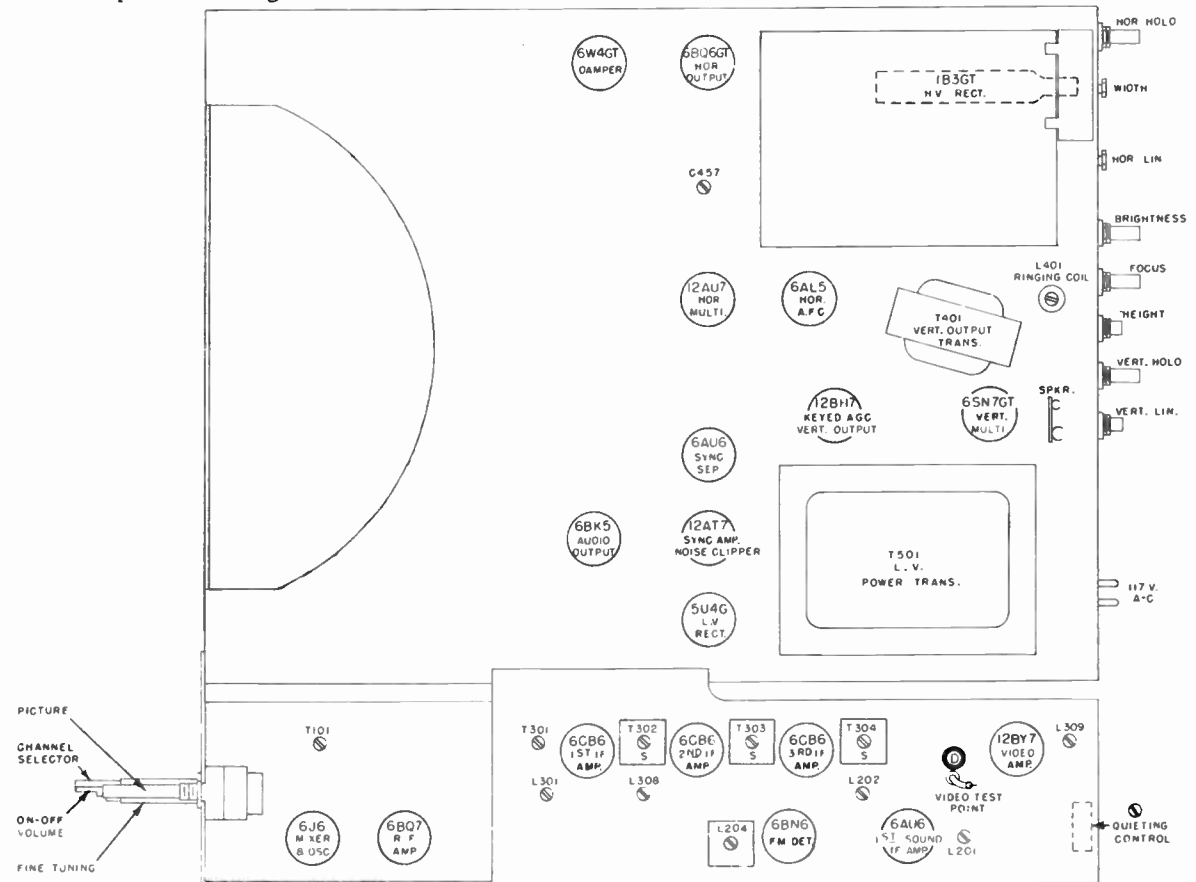 6W4GT
DAMPER
6BQ6GT
HOR
OUTPUT
1B3GT
H.V RECT.
HOR HOLD
WIDTH
HOR LIN
C457
BRIGHTNESS
L401
RINGING COIL
FOCUS
12AU7
HOR
MULTI.
6AL5
HOR.
A.F.C
T401
VERT. OUTPUT
TRANS.
HEIGHT
VERT. HOLD
SPKR.
VERT. LIN.
12BH7
KEYED AGC
VERT. OUTPUT
6SN7GT
VERT.
MULTI.
6AU6
SYNC
SEP
6BK5
AUDIO
OUTPUT
12AT7
SYNC AMP.
NOISE CLIPPER
T501
L. V.
POWER TRANS.
117 V.
A-C
5U4G
L.V
RECT.
PICTURE
CHANNEL
SELECTOR
ON-OFF
VOLUME
FINE TUNING
T101
T301
6CB6
1ST IF
AMP.
T302
S
6CB6
2ND IF
AMP
T303
S
6CB6
3RD IF
AMP
T304
S
12BY7
VIDEO
AMP.
L309
L301
L308
L202
D
VIDEO TEST
POINT
6J6
MIXER
& OSC.
6BQ7
R F
AMP
L204
6BN6
FM DET.
6AU6
1ST SOUND
IF AMP.
L201
QUIETING
CONTROL